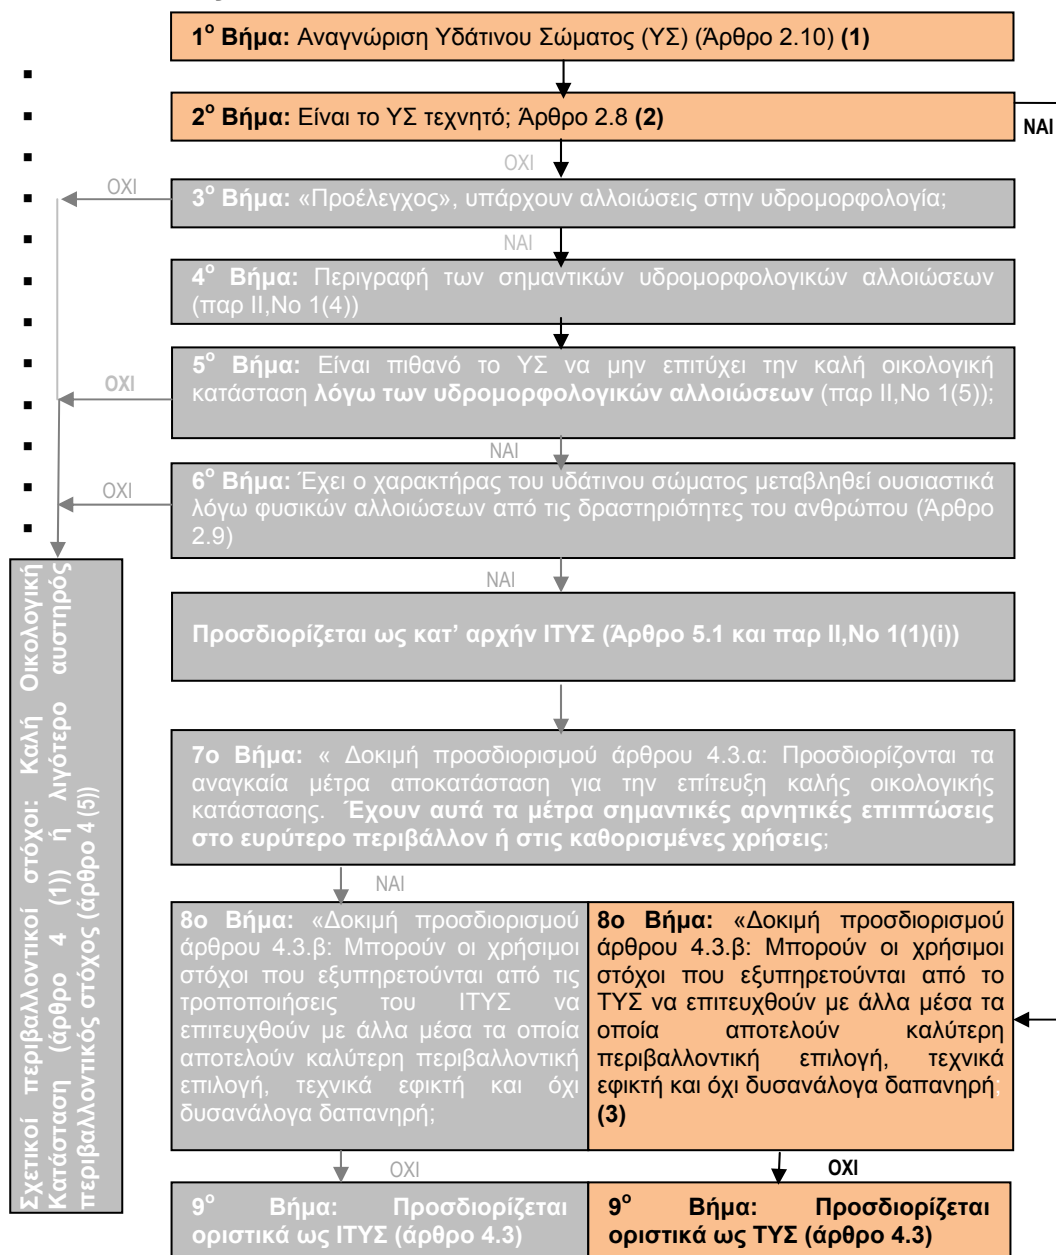 1ο Βήμα: Αναγνώριση Υδάτινου Σώματος (ΥΣ) (Άρθρο 2.10) (1)
2ο Βήμα: Είναι το ΥΣ τεχνητό; Άρθρο 2.8 (2)
ΝΑΙ
ΟΧΙ
ΟΧΙ
3ο Βήμα: «Προέλεγχος», υπάρχουν αλλοιώσεις στην υδρομορφολογία;
ΝΑΙ
4ο Βήμα: Περιγραφή των σημαντικών υδρομορφολογικών αλλοιώσεων
(παρ ΙΙ,Νο 1(4))
5ο Βήμα: Είναι πιθανό το ΥΣ να μην επιτύχει την καλή οικολογική
κατάσταση λόγω των υδρομορφολογικών αλλοιώσεων (παρ ΙΙ,Νο 1(5));
ΟΧΙ
ΝΑΙ
6ο Βήμα: Έχει ο χαρακτήρας του υδάτινου σώματος μεταβληθεί ουσιαστικά
λόγω φυσικών αλλοιώσεων από τις δραστηριότητες του ανθρώπου (Άρθρο
2.9)
ΟΧΙ
ΝΑΙ
Προσδιορίζεται ως κατ’ αρχήν ΙΤΥΣ (Άρθρο 5.1 και παρ ΙΙ,Νο 1(1)(i))
7ο Βήμα: « Δοκιμή προσδιορισμού άρθρου 4.3.α: Προσδιορίζονται τα
αναγκαία μέτρα αποκατάσταση για την επίτευξη καλής οικολογικής
κατάστασης. Έχουν αυτά τα μέτρα σημαντικές αρνητικές επιπτώσεις
στο ευρύτερο περιβάλλον ή στις καθορισμένες χρήσεις;
ΝΑΙ
8ο Βήμα: «Δοκιμή προσδιορισμού
άρθρου 4.3.β: Μπορούν οι χρήσιμοι
στόχοι που εξυπηρετούνται από τις
τροποποιήσεις του ΙΤΥΣ να
επιτευχθούν με άλλα μέσα τα οποία
αποτελούν καλύτερη περιβαλλοντική
επιλογή, τεχνικά εφικτή και όχι
δυσανάλογα δαπανηρή;
8ο Βήμα: «Δοκιμή προσδιορισμού
άρθρου 4.3.β: Μπορούν οι χρήσιμοι
στόχοι που εξυπηρετούνται από το
ΤΥΣ να επιτευχθούν με άλλα μέσα τα
οποία αποτελούν καλύτερη
περιβαλλοντική επιλογή, τεχνικά
εφικτή και όχι δυσανάλογα δαπανηρή;
(3)
ΟΧΙ
ΟΧΙ
9ο Βήμα: Προσδιορίζεται
οριστικά ως ΙΤΥΣ (άρθρο 4.3)
9ο Βήμα: Προσδιορίζεται
οριστικά ως ΤΥΣ (άρθρο 4.3)
Σχετικοί περιβαλλοντικοί στόχοι: Καλή Οικολογική
Κατάσταση (άρθρο 4 (1)) ή λιγότερο αυστηρός
περιβαλλοντικός στόχος (άρθρο 4 (5))